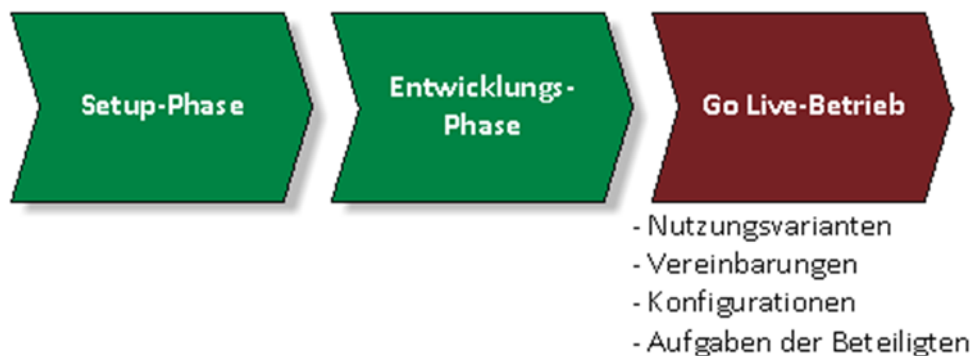 Setup-Phase
Entwicklungs-
Phase
Go Live-Betrieb
- Nutzungsvarianten
- Vereinbarungen
- Konfigurationen
- Aufgaben der Beteiligten